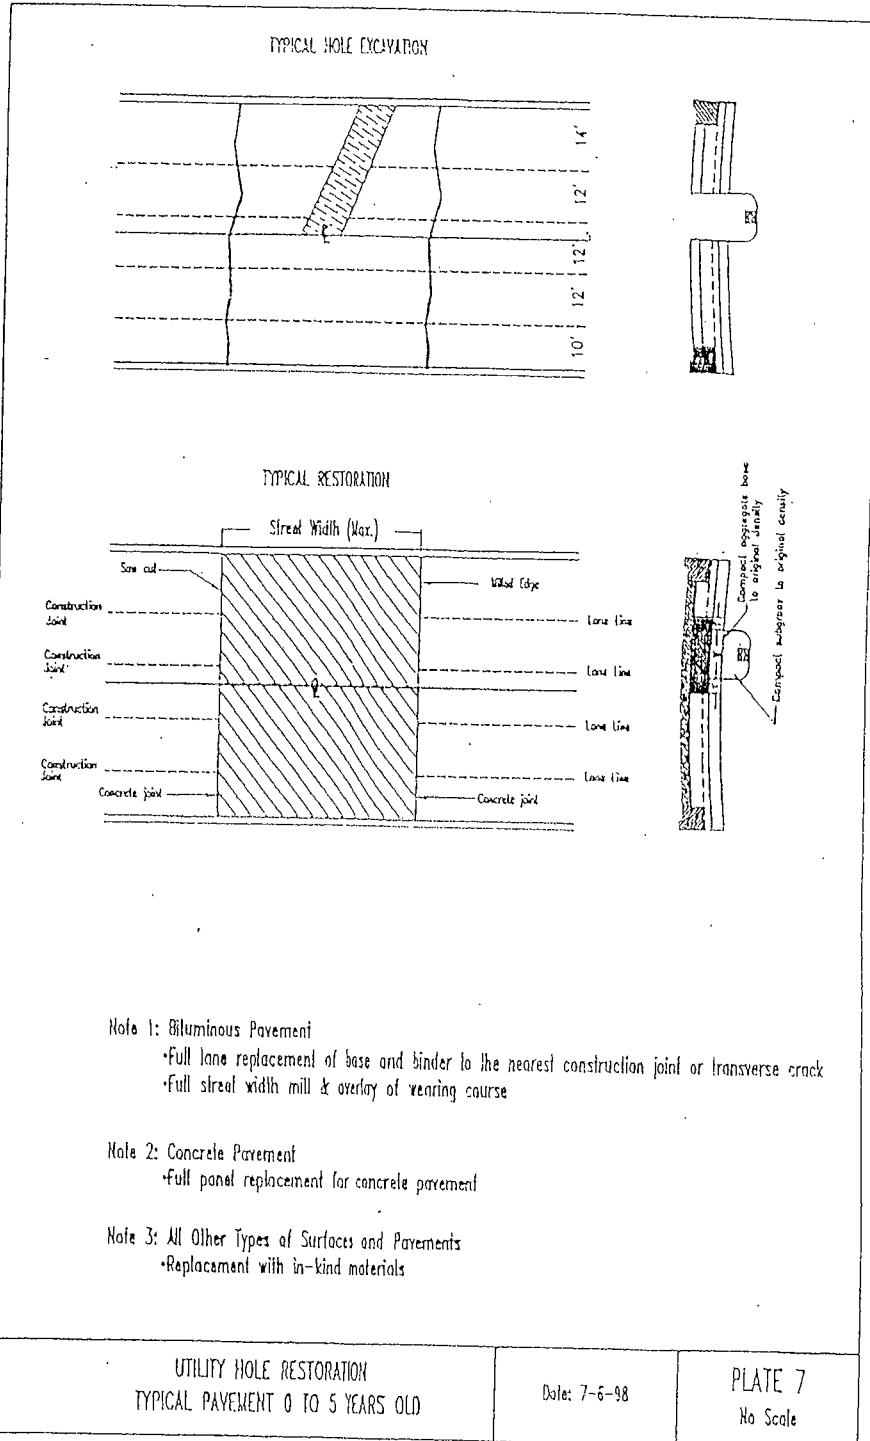 TYPICAL HOLE EXCAVATION
14'
12'
℄
12'
12'
10'
TYPICAL RESTORATION
Street Width (Max.)
Saw cut
Milled Edge
Construction
Joint
Lane line
Construction
Joint
Lane line
℄
Construction
Joint
Lane line
Construction
Joint
Lane line
Concrete joint
Concrete joint
Compact aggregate base
to original density
Compact subgrade to original density
Note 1: Bituminous Pavement
•Full lane replacement of base and binder to the nearest construction joint or transverse crack
•Full street width mill & overlay of wearing course
Note 2: Concrete Pavement
•Full panel replacement for concrete pavement
Note 3: All Other Types of Surfaces and Pavements
•Replacement with in-kind materials
UTILITY HOLE RESTORATION
TYPICAL PAVEMENT 0 TO 5 YEARS OLD
Date: 7-6-98
PLATE 7
No Scale